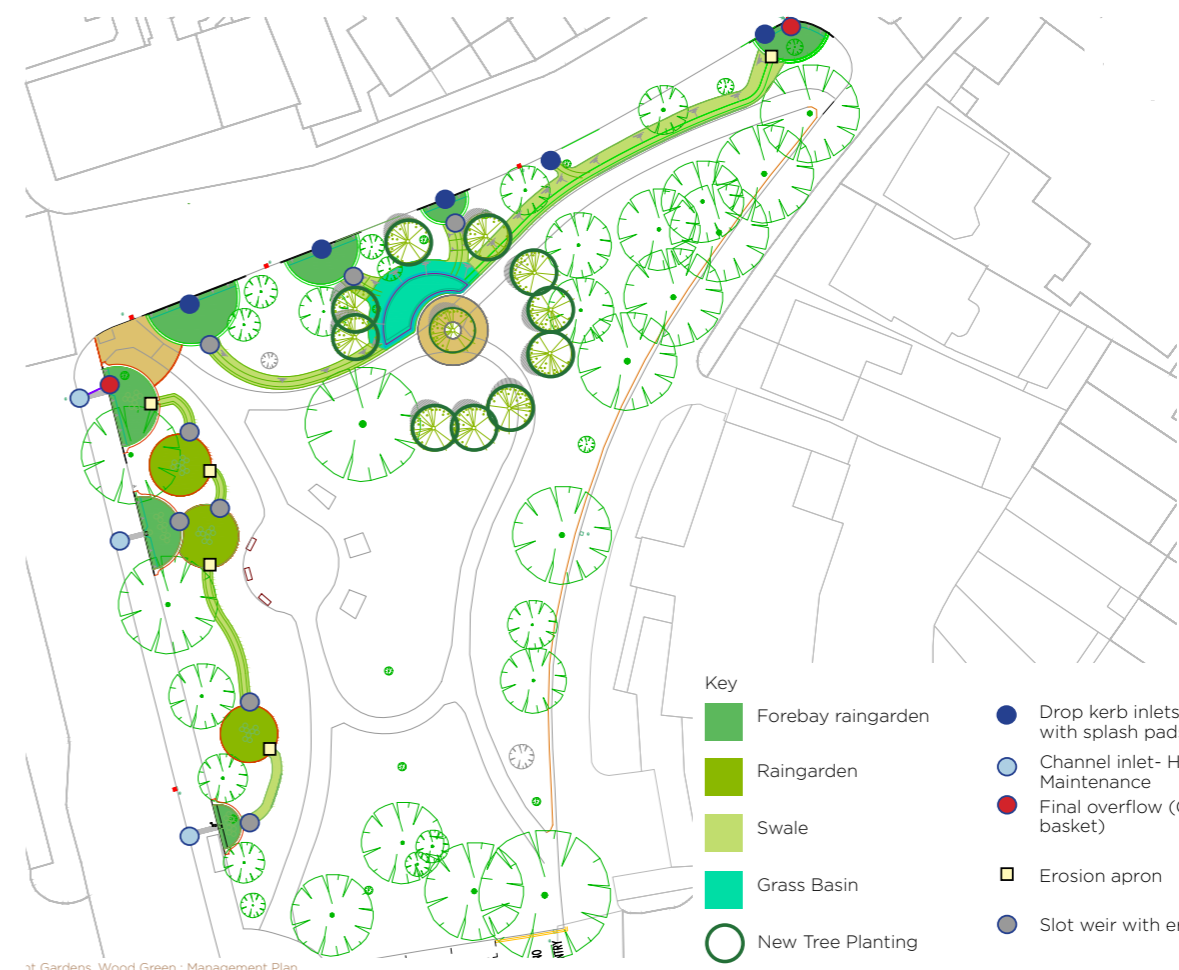 Key
Forebay raingarden
Raingarden
Swale
Grass Basin
New Tree Planting
Drop kerb inlets
with splash pad
Channel inlet- H
Maintenance
Final overflow (
basket)
Erosion apron
Slot weir with er
Gardens, Wood Green : Management Plan